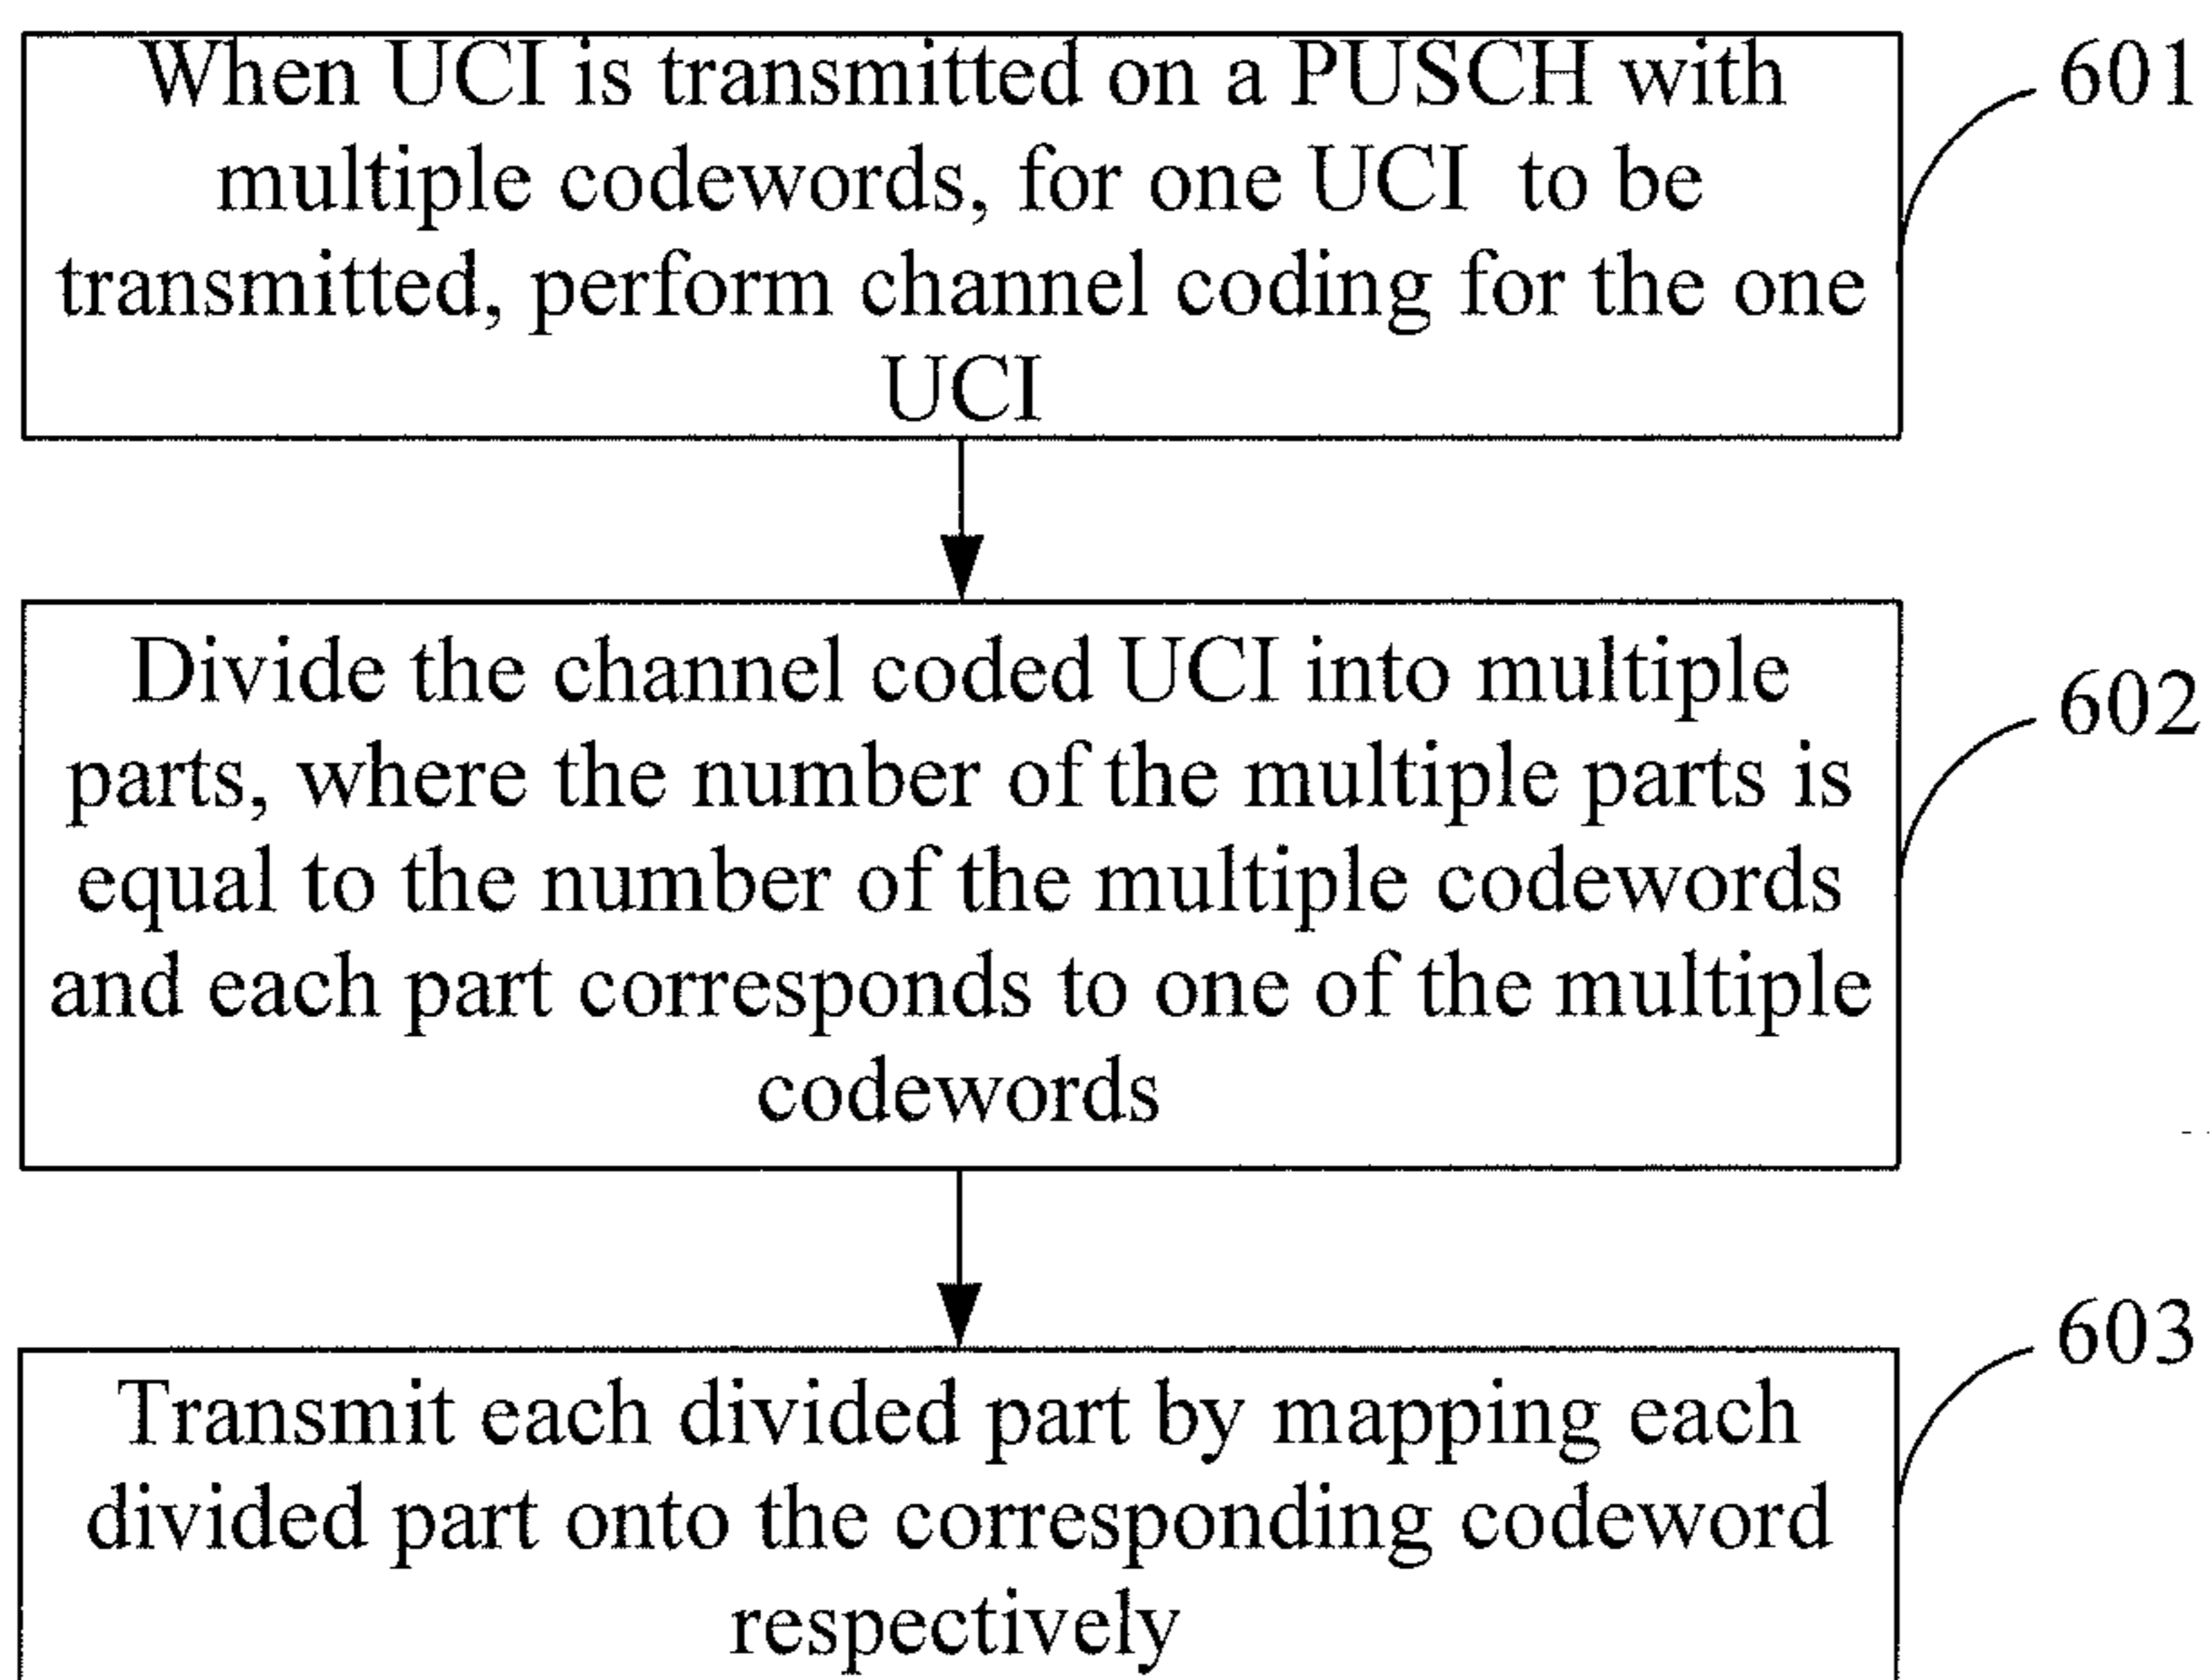 When UCI is transmitted on a PUSCH with
multiple codewords, for one UCI to be
transmitted, perform channel coding for the one
UCI
601
Divide the channel coded UCI into multiple
parts, where the number of the multiple parts is
equal to the number of the multiple codewords
and each part corresponds to one of the multiple
codewords
602
Transmit each divided part by mapping each
divided part onto the corresponding codeword
respectively
603